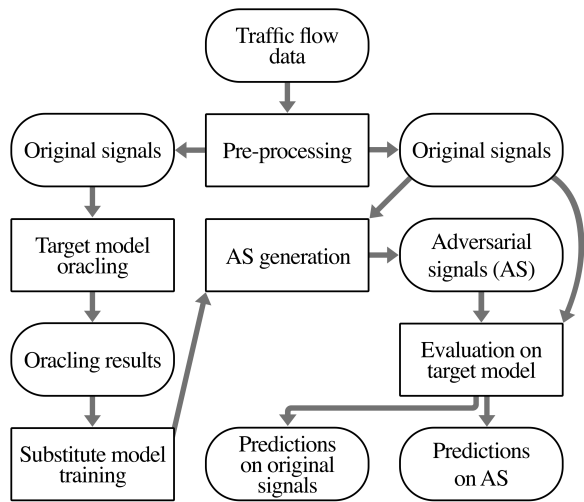 Traffic flow
data
Original signals
Pre-processing
Original signals
Target model
oracling
AS generation
Adversarial
signals (AS)
Oracling results
Evaluation on
target model
Substitute model
training
Predictions
on original
signals
Predictions
on AS